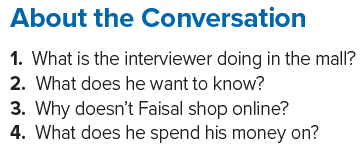 About the Conversation
1. What is the interviewer doing in the mall?
2. What does he want to know?
3. Why doesn't Faisal shop online?
4. What does he spend his money on?